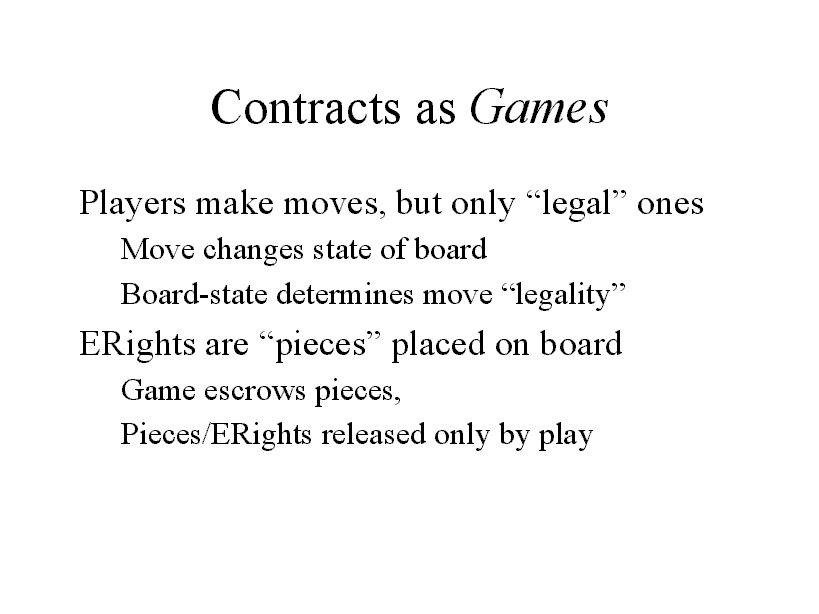 Contracts as Games
Players make moves, but only “legal” ones
Move changes state of board
Board-state determines move “legality”
ERights are “pieces” placed on board
Game escrows pieces,
Pieces/ERights released only by play